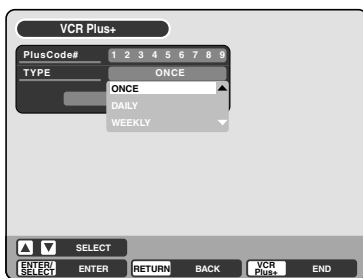 VCR Plus+
PlusCode# 1 2 3 4 5 6 7 8 9
TYPE ONCE
ONCE
DAILY
WEEKLY
SELECT
ENTER/SELECT ENTER RETURN BACK VCR Plus+ END